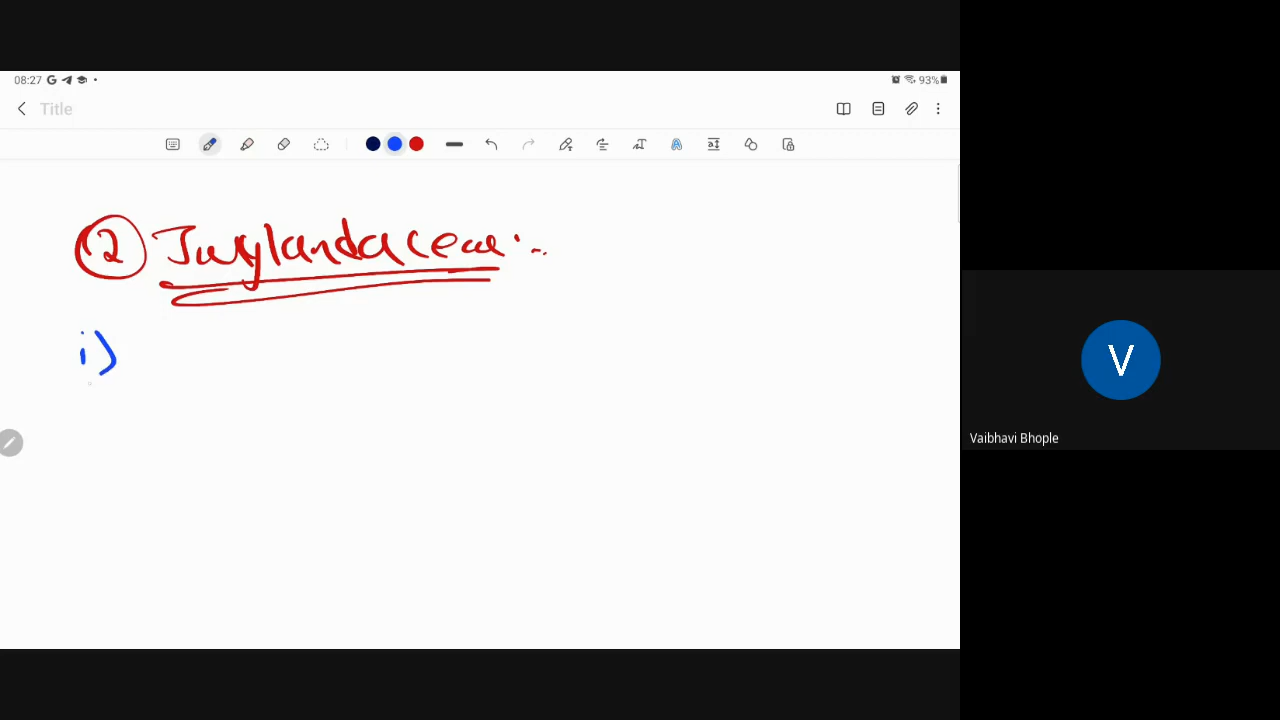 08:27 G
93%
Title
② Juglandaceae :-
i)
V
Vaibhavi Bhople